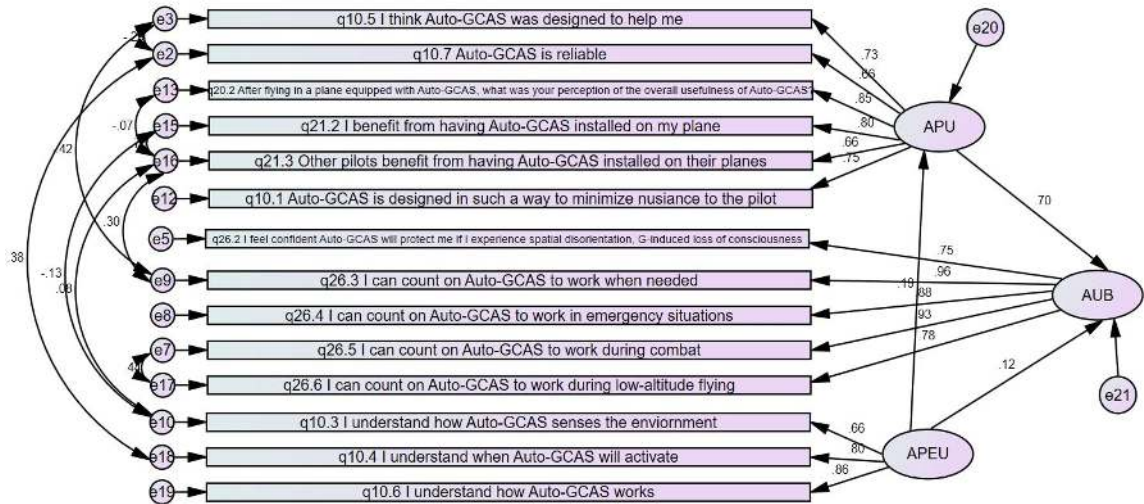 e3 q10.5 I think Auto-GCAS was designed to help me
e20
e2 q10.7 Auto-GCAS is reliable
.73
.66
e13 q20.2 After flying in a plane equipped with Auto-GCAS, what was your perception of the overall usefulness of Auto-GCAS?
.85
-.07
e15 q21.2 I benefit from having Auto-GCAS installed on my plane
.80
APU
.42
.66
e16 q21.3 Other pilots benefit from having Auto-GCAS installed on their planes
.75
e12 q10.1 Auto-GCAS is designed in such a way to minimize nusiance to the pilot
.70
.30
e5 q26.2 I feel confident Auto-GCAS will protect me if i experience spatial disorientation, G-induced loss of consciousness
.75
.38
-.13
e9 q26.3 I can count on Auto-GCAS to work when needed
.96
.19
.08
.88
AUB
e8 q26.4 I can count on Auto-GCAS to work in emergency situations
.93
e7 q26.5 I can count on Auto-GCAS to work during combat
.78
.12
e17 q26.6 I can count on Auto-GCAS to work during low-altitude flying
e21
e10 q10.3 I understand how Auto-GCAS senses the enviornment
.66
e18 q10.4 I understand when Auto-GCAS will activate
.80
APEU
.86
e19 q10.6 I understand how Auto-GCAS works